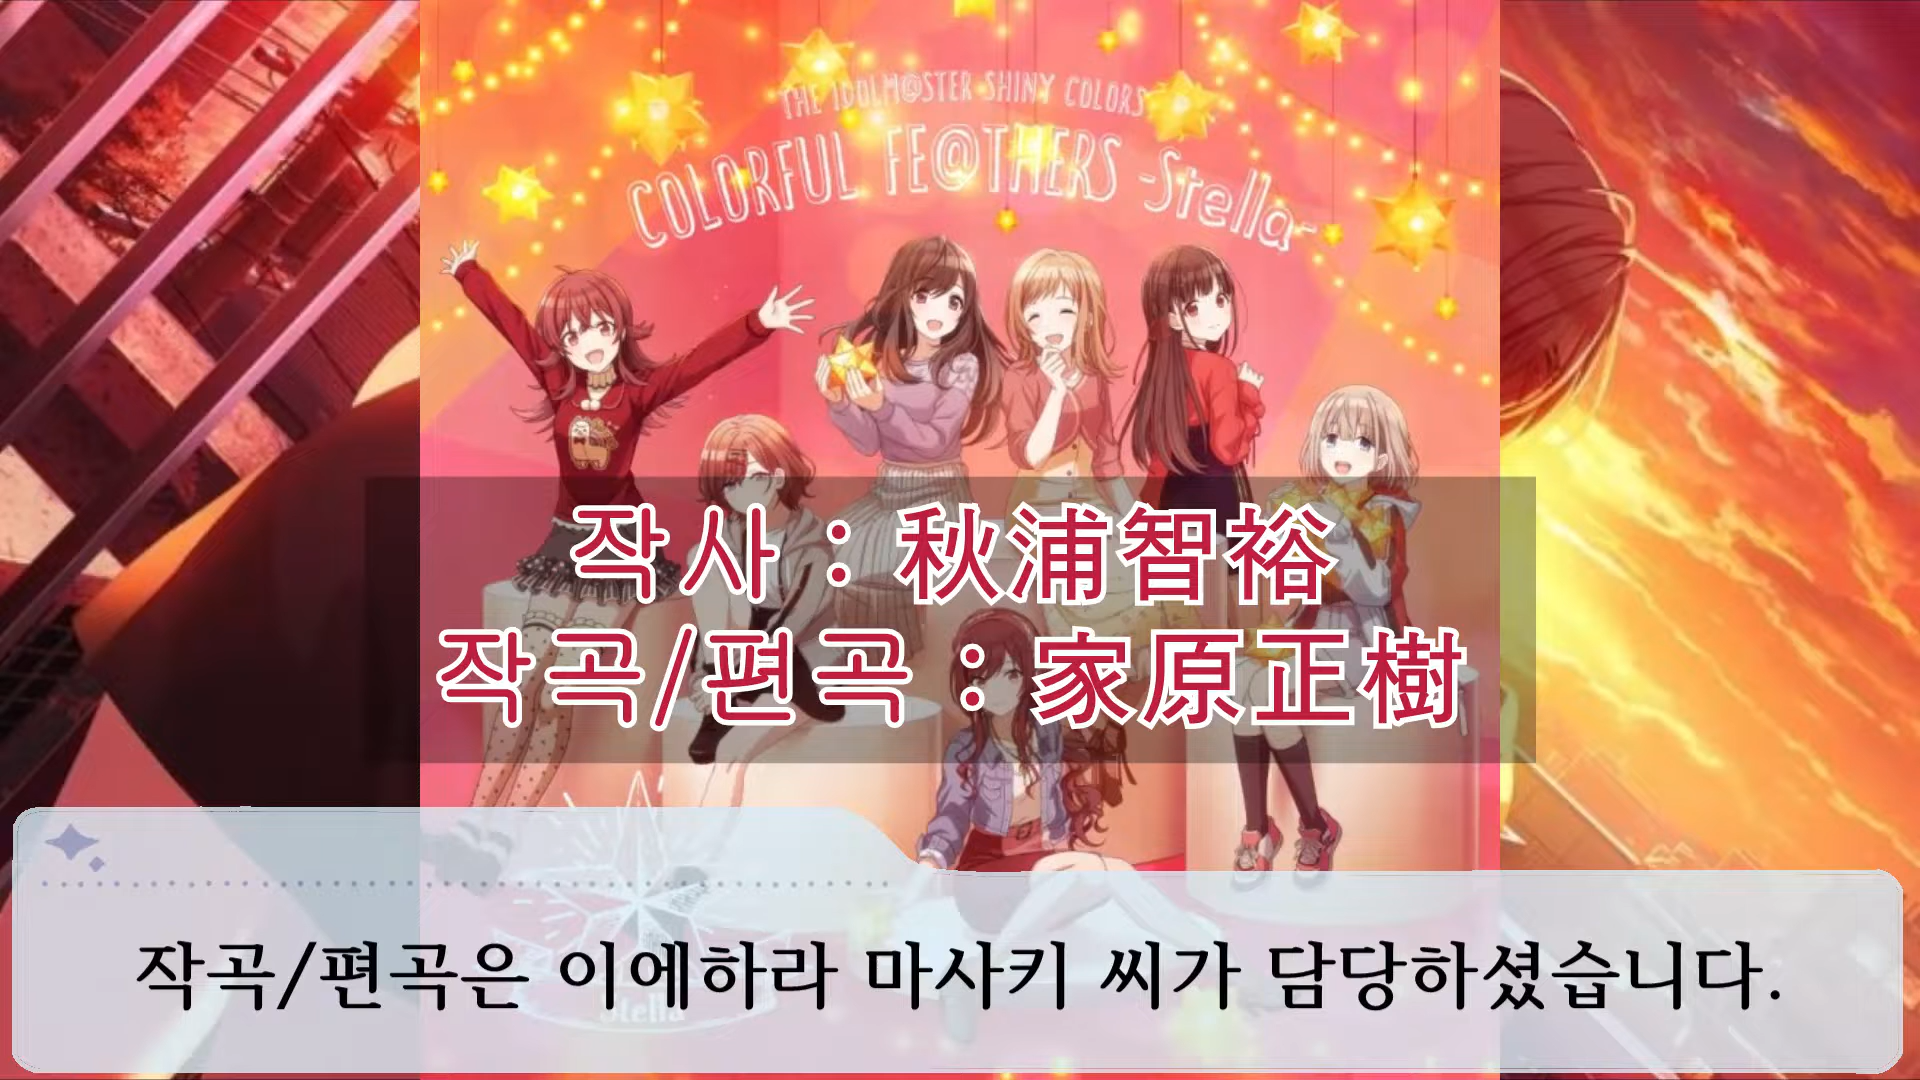 THE IDOLM@STER SHINY COLORS
COLORFUL FE@THERS -Stella-
작사 : 秋浦智裕
작곡/편곡 : 家原正樹
Stella
작곡/편곡은 이에하라 마사키 씨가 담당하셨습니다.